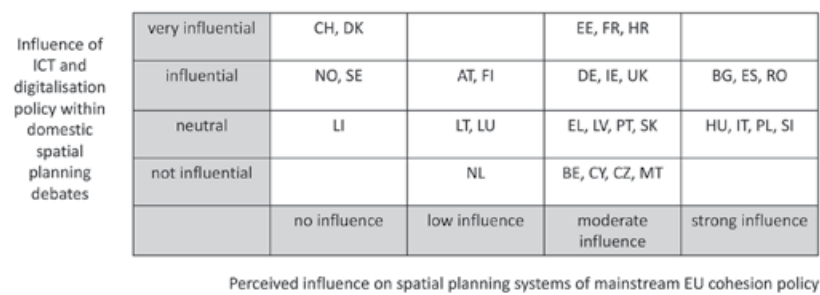 Influence of
ICT and
digitalisation
policy within
domestic
spatial
planning
debates
very influential CH, DK EE, FR, HR
influential NO, SE AT, FI DE, IE, UK BG, ES, RO
neutral LI LT, LU EL, LV, PT, SK HU, IT, PL, SI
not influential NL BE, CY, CZ, MT
no influence low influence moderate strong influence
influence
Perceived influence on spatial planning systems of mainstream EU cohesion policy